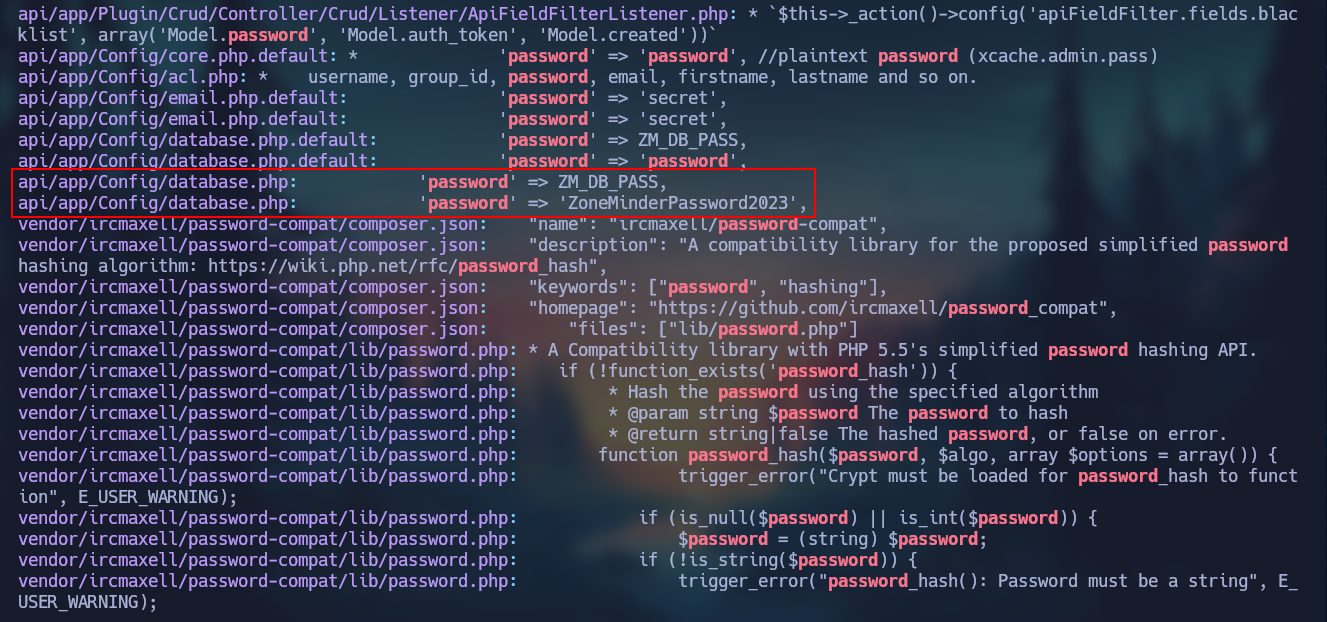 api/app/Plugin/Crud/Controller/Crud/Listener/ApiFieldFilterListener.php: * `$this->_action()->config('apiFieldFilter.fields.blac
klist', array('Model.password', 'Model.auth_token', 'Model.created'))`
api/app/Config/core.php.default: *              'password' => 'password', //plaintext password (xcache.admin.pass)
api/app/Config/acl.php: *    username, group_id, password, email, firstname, lastname and so on.
api/app/Config/email.php.default:               'password' => 'secret',
api/app/Config/email.php.default:               'password' => 'secret',
api/app/Config/database.php.default:            'password' => ZM_DB_PASS,
api/app/Config/database.php.default:            'password' => 'password',
api/app/Config/database.php:            'password' => ZM_DB_PASS,
api/app/Config/database.php:            'password' => 'ZoneMinderPassword2023',
vendor/ircmaxell/password-compat/composer.json:    "name": "ircmaxell/password-compat",
vendor/ircmaxell/password-compat/composer.json:    "description": "A compatibility library for the proposed simplified password
hashing algorithm: https://wiki.php.net/rfc/password_hash",
vendor/ircmaxell/password-compat/composer.json:    "keywords": ["password", "hashing"],
vendor/ircmaxell/password-compat/composer.json:    "homepage": "https://github.com/ircmaxell/password_compat",
vendor/ircmaxell/password-compat/composer.json:        "files": ["lib/password.php"]
vendor/ircmaxell/password-compat/lib/password.php: * A Compatibility library with PHP 5.5's simplified password hashing API.
vendor/ircmaxell/password-compat/lib/password.php:    if (!function_exists('password_hash')) {
vendor/ircmaxell/password-compat/lib/password.php:         * Hash the password using the specified algorithm
vendor/ircmaxell/password-compat/lib/password.php:         * @param string $password The password to hash
vendor/ircmaxell/password-compat/lib/password.php:         * @return string|false The hashed password, or false on error.
vendor/ircmaxell/password-compat/lib/password.php:        function password_hash($password, $algo, array $options = array()) {
vendor/ircmaxell/password-compat/lib/password.php:                trigger_error("Crypt must be loaded for password_hash to funct
ion", E_USER_WARNING);
vendor/ircmaxell/password-compat/lib/password.php:            if (is_null($password) || is_int($password)) {
vendor/ircmaxell/password-compat/lib/password.php:                $password = (string) $password;
vendor/ircmaxell/password-compat/lib/password.php:            if (!is_string($password)) {
vendor/ircmaxell/password-compat/lib/password.php:                trigger_error("password_hash(): Password must be a string", E_
USER_WARNING);